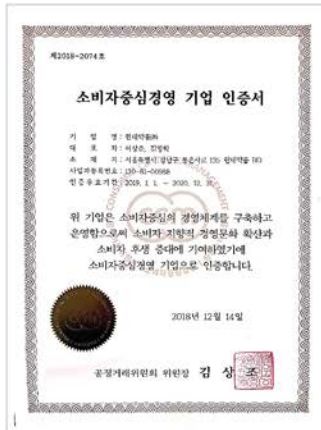 제2018-2074호
소비자중심경영 기업 인증서
기 업 명 : 현대약품㈜
대 표 자 : 이상준, 김영학
소 재 지 : 서울특별시 강남구 봉은사로 135 현대약품 BD
사업자등록번호 :
인증유효기간 : 2019. 1. 1. ~ 2020. 12. 31.
위 기업은 소비자중심의 경영체계를 구축하고
운영함으로써 소비자 지향적 경영문화 확산과
소비자 후생 증대에 기여하였기에
소비자중심경영 기업으로 인증합니다.
2018년 12월 14일
공정거래위원회 위원장 김 상 조